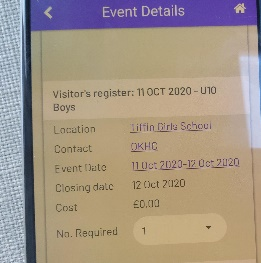 Event Details
Visitor's register: 11 OCT 2020 - U10
Boys
Location Tiffin Girls School
Contact OKHC
Event Date 11 Oct 2020-12 Oct 2020
Closing date 12 Oct 2020
Cost £0.00
No. Required 1